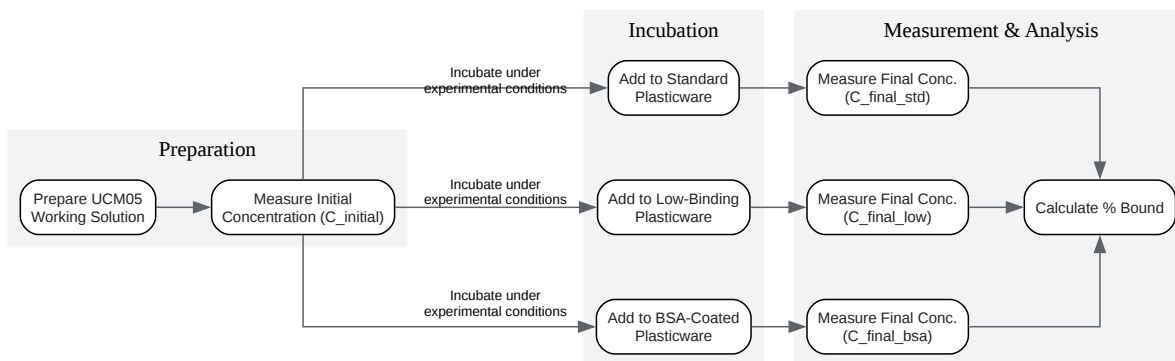 Preparation
Prepare UCM05
Working Solution
Measure Initial
Concentration (C_initial)
Incubate under
experimental conditions
Incubate under
experimental conditions
Incubate under
experimental conditions
Incubation
Add to Standard
Plasticware
Add to Low-Binding
Plasticware
Add to BSA-Coated
Plasticware
Measurement & Analysis
Measure Final Conc.
(C_final_std)
Measure Final Conc.
(C_final_low)
Measure Final Conc.
(C_final_bsa)
Calculate % Bound